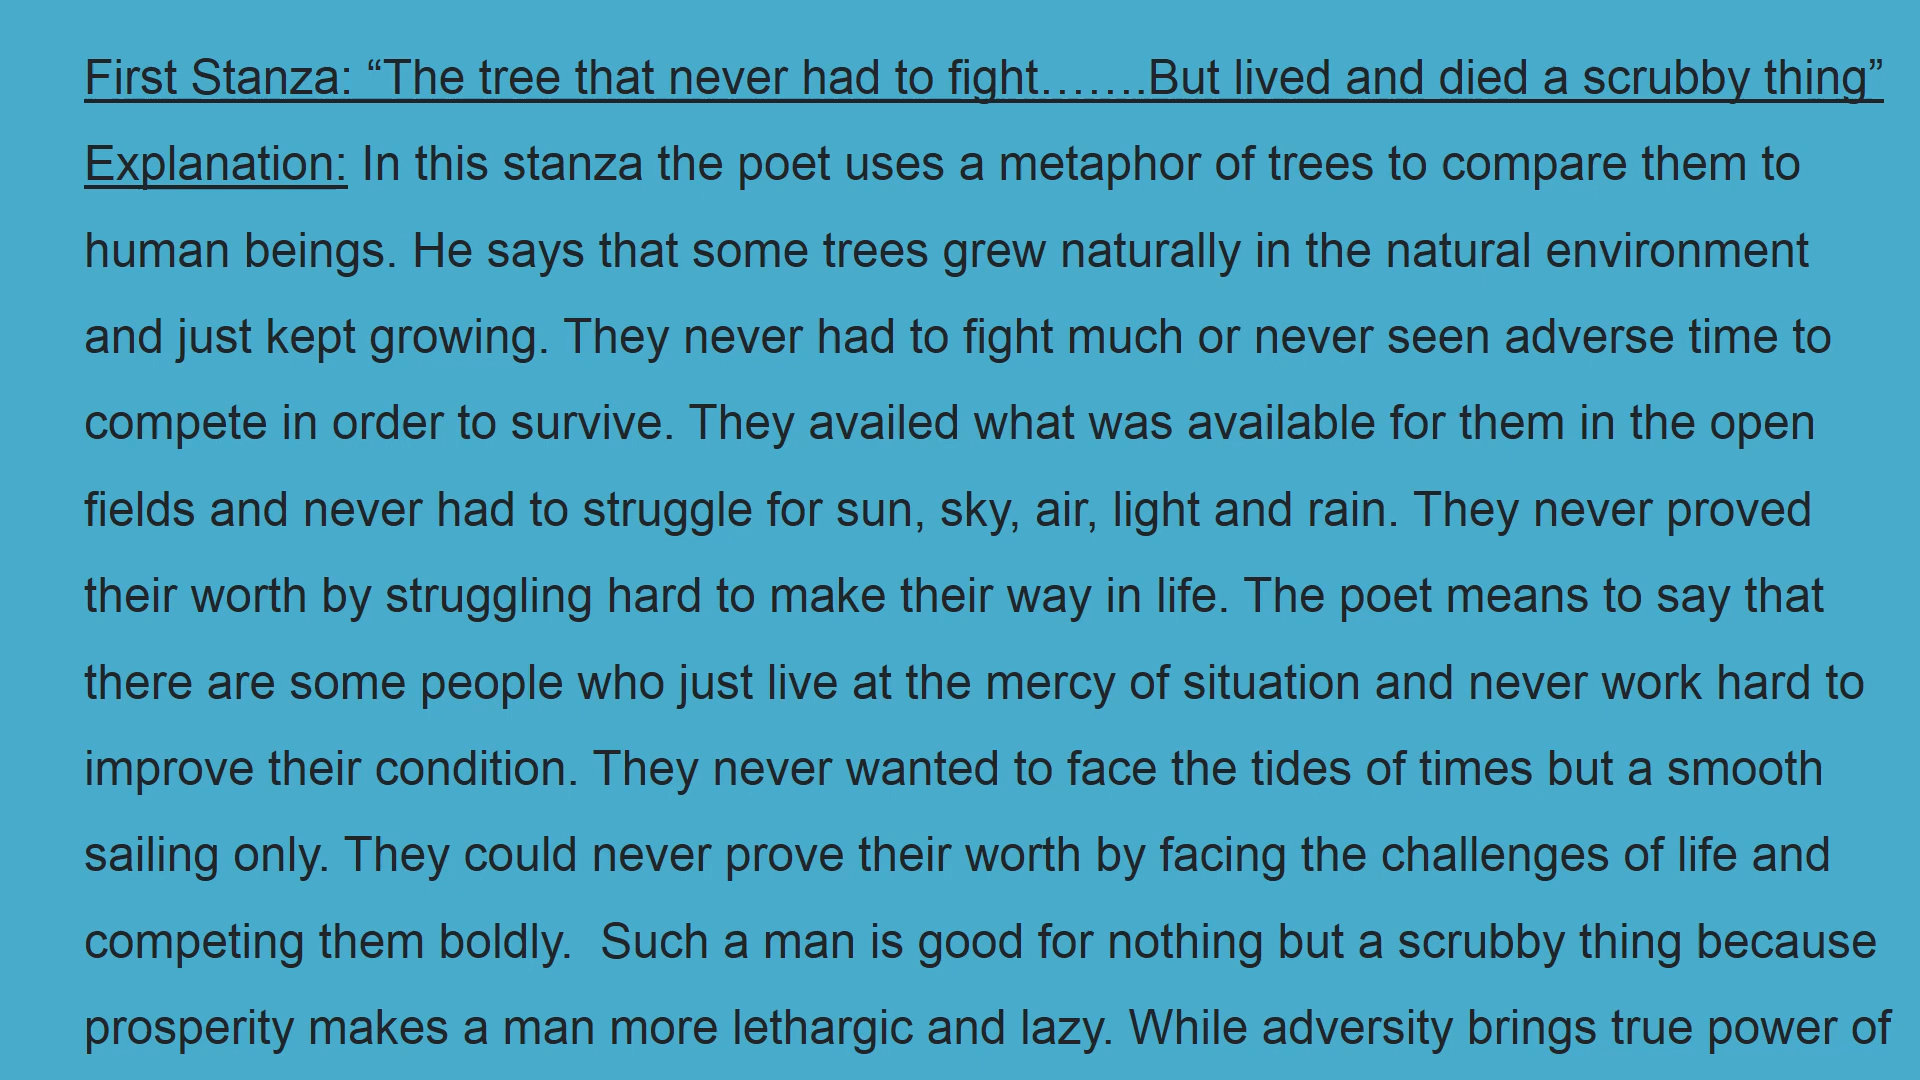 First Stanza: “The tree that never had to fight…….But lived and died a scrubby thing”
Explanation: In this stanza the poet uses a metaphor of trees to compare them to
human beings. He says that some trees grew naturally in the natural environment
and just kept growing. They never had to fight much or never seen adverse time to
compete in order to survive. They availed what was available for them in the open
fields and never had to struggle for sun, sky, air, light and rain. They never proved
their worth by struggling hard to make their way in life. The poet means to say that
there are some people who just live at the mercy of situation and never work hard to
improve their condition. They never wanted to face the tides of times but a smooth
sailing only. They could never prove their worth by facing the challenges of life and
competing them boldly.  Such a man is good for nothing but a scrubby thing because
prosperity makes a man more lethargic and lazy. While adversity brings true power of